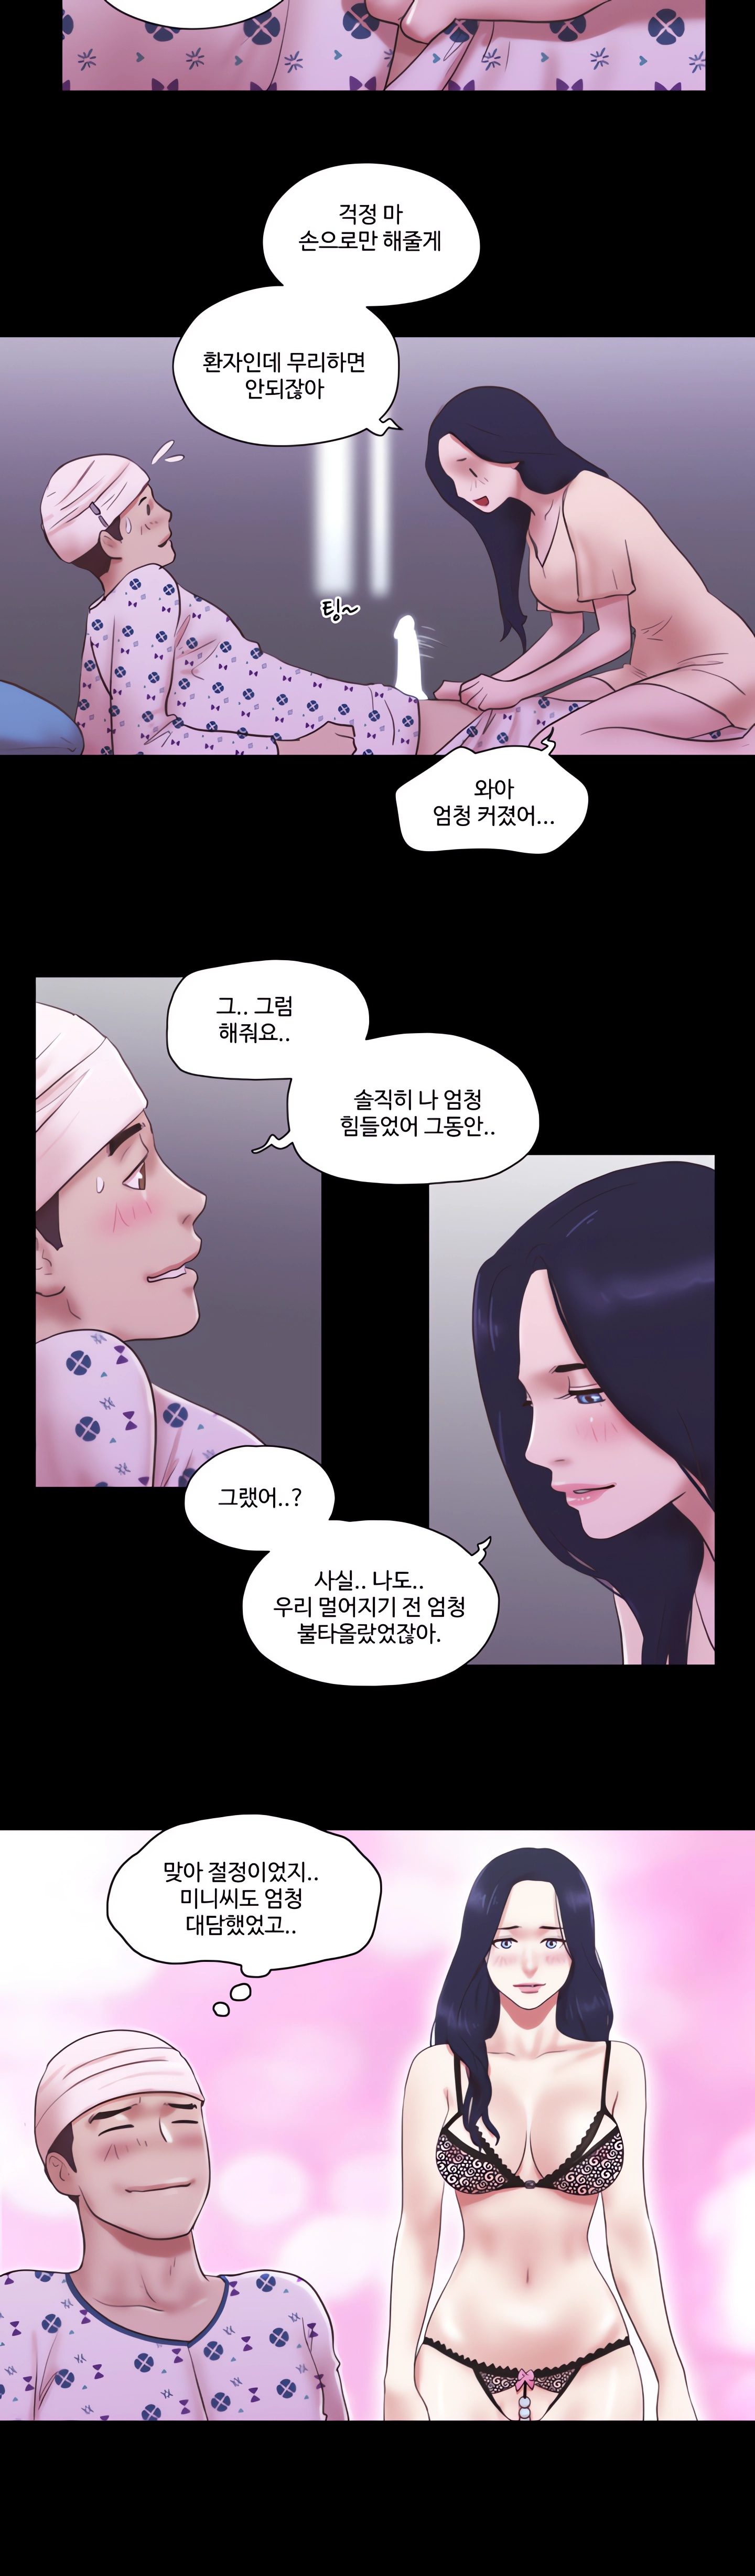 걱정 마
손으로만 해줄게
환자인데 무리하면
안되잖아
팅~
와아
엄청 커졌어...
그.. 그럼
해줘요..
솔직히 나 엄청
힘들었어 그동안..
그랬어..?
사실.. 나도..
우리 멀어지기 전 엄청
불타올랐었잖아.
맞아 절정이었지..
미니씨도 엄청
대담했었고..